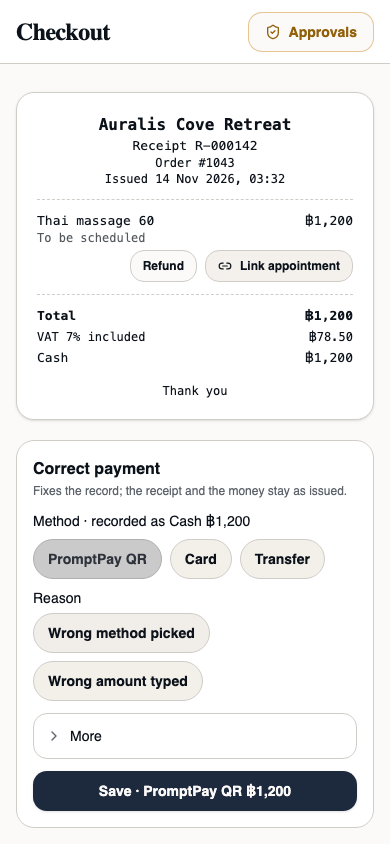 Checkout
Approvals
Auralis Cove Retreat
Receipt R-000142
Order #1043
Issued 14 Nov 2026, 03:32
Thai massage 60 ฿1,200
To be scheduled
Refund Link appointment
Total ฿1,200
VAT 7% included ฿78.50
Cash ฿1,200
Thank you
Correct payment
Fixes the record; the receipt and the money stay as issued.
Method · recorded as Cash ฿1,200
PromptPay QR Card Transfer
Reason
Wrong method picked
Wrong amount typed
More
Save · PromptPay QR ฿1,200